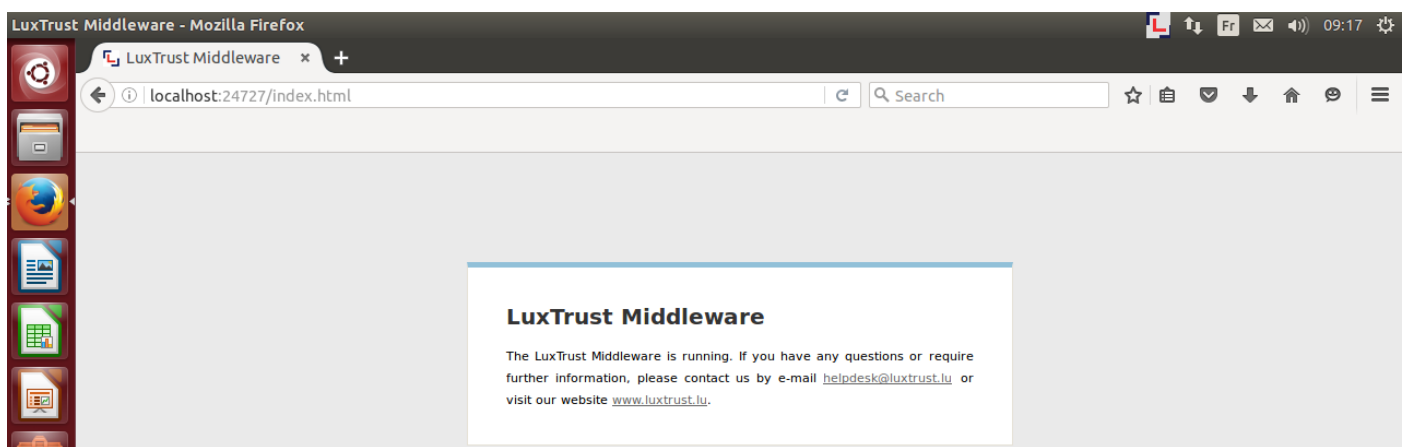 LuxTrust Middleware - Mozilla Firefox
Fr
09:17
LuxTrust Middleware
localhost:24727/index.html
Search
LuxTrust Middleware
The LuxTrust Middleware is running. If you have any questions or require
further information, please contact us by e-mail helpdesk@luxtrust.lu or
visit our website www.luxtrust.lu.